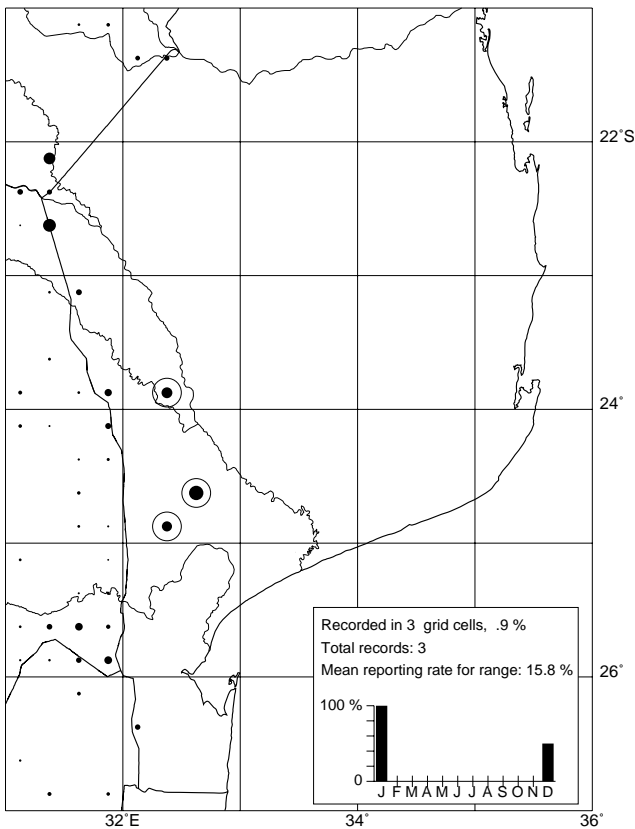 22°S
24°
Recorded in 3 grid cells, .9 %
Total records: 3
Mean reporting rate for range: 15.8 %
26°
100 %
0
J F M A M J J A S O N D
32°E 34° 36°